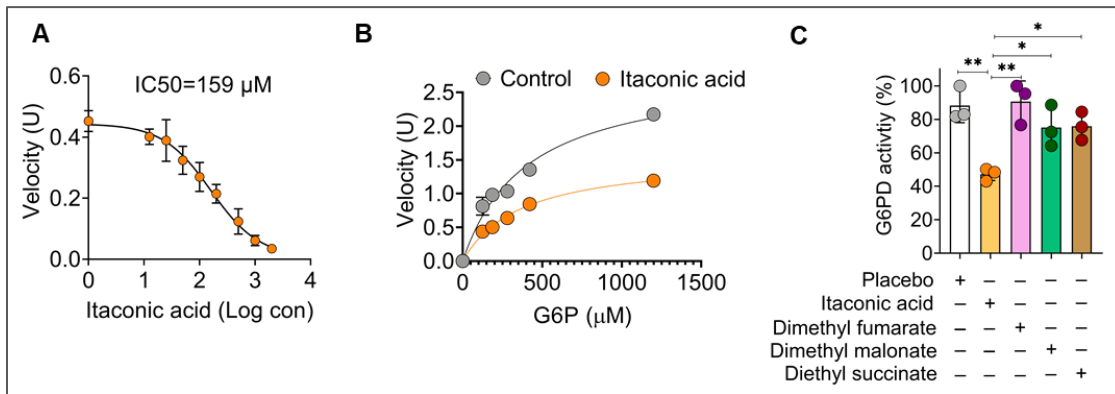 A
IC50=159 µM
Velocity (U)
0.6
0.4
0.2
0.0
0 1 2 3 4
Itaconic acid (Log con)
B
Control Itaconic acid
Velocity (U)
2.5
2.0
1.5
1.0
0.5
0.0
0 500 1000 1500
G6P (µM)
C
*
*
** **
G6PD activtiy (%)
100
80
60
40
20
0
Placebo + − − − −
Itaconic acid − + − − −
Dimethyl fumarate − − + − −
Dimethyl malonate − − − + −
Diethyl succinate − − − − +